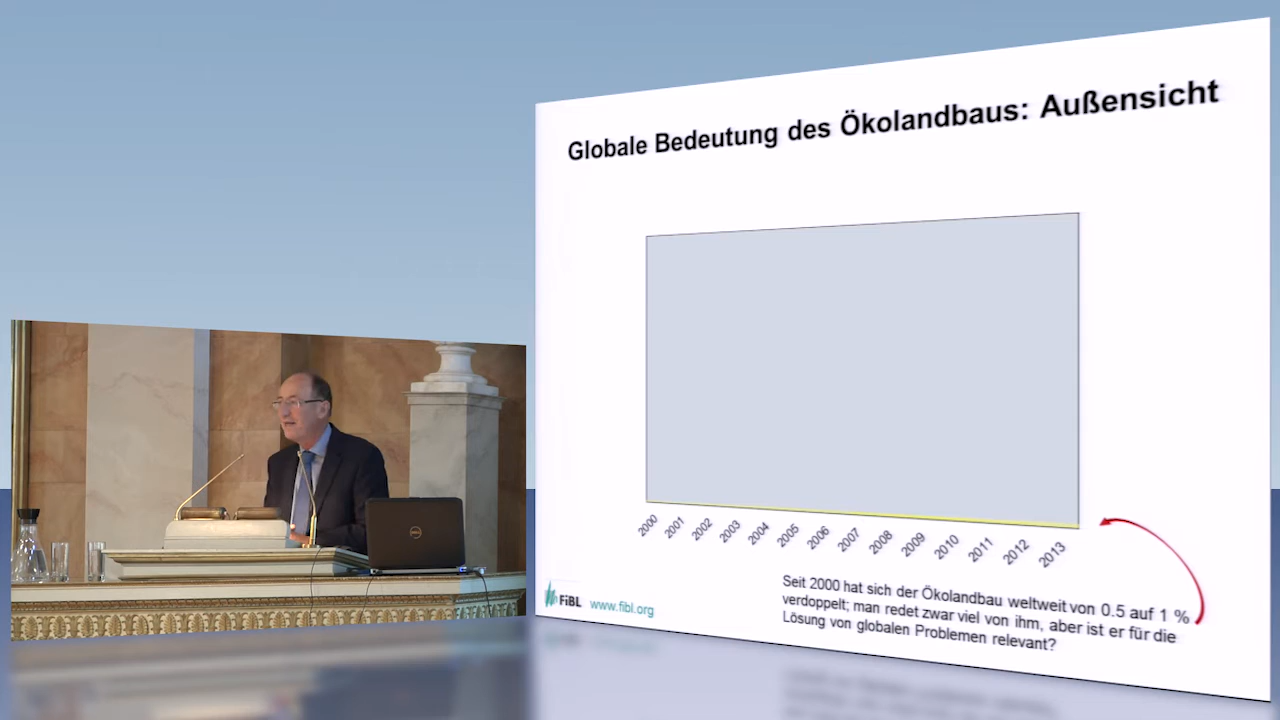 Globale Bedeutung des Ökolandbaus: Außensicht
2000
2001
2002
2003
2004
2005
2006
2007
2008
2009
2010
2011
2012
2013
Seit 2000 hat sich der Ökolandbau weltweit von 0.5 auf 1 %
verdoppelt; man redet zwar viel von ihm, aber ist er für die
Lösung von globalen Problemen relevant?
FiBL www.fibl.org
DELL